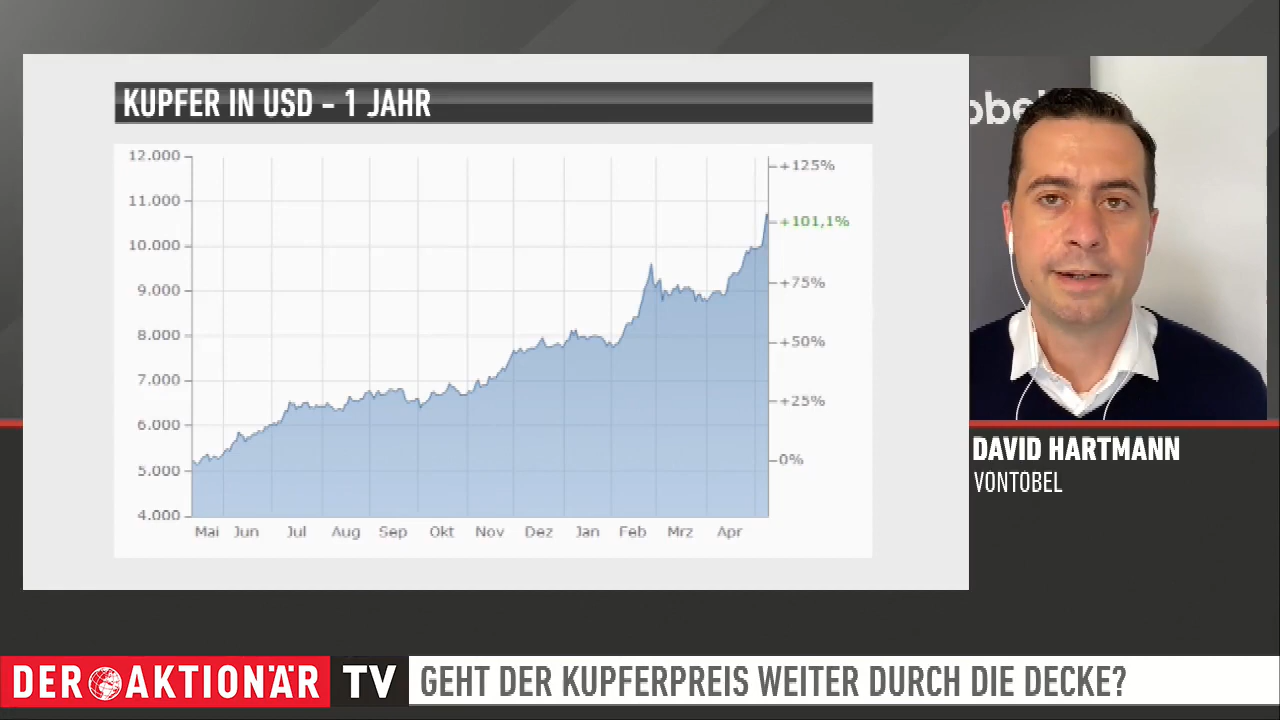 KUPFER IN USD – 1 JAHR
12.000
11.000
10.000
9.000
8.000
7.000
6.000
5.000
4.000
+125%
+101,1%
+75%
+50%
+25%
0%
Mai Jun Jul Aug Sep Okt Nov Dez Jan Feb Mrz Apr
DAVID HARTMANN
VONTOBEL
DER AKTIONÄR TV
GEHT DER KUPFERPREIS WEITER DURCH DIE DECKE?